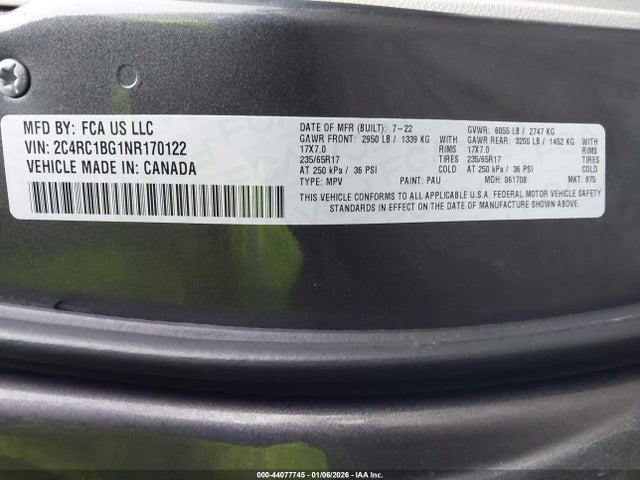 MFD BY: FCA US LLC
VIN: 2C4RC1BG1NR170122
VEHICLE MADE IN: CANADA
DATE OF MFR (BUILT): 7-22 GVWR: 6055 LB / 2747 KG
GAWR FRONT: 2950 LB / 1339 KG GAWR REAR: 3200 LB / 1452 KG
17X7.0 RIMS 17X7.0 RIMS
235/65R17 TIRES 235/65R17 TIRES
AT 250 kPa / 36 PSI COLD AT 250 kPa / 36 PSI COLD
TYPE: MPV PAINT: PAU MDH: 061708 MKT: 075
THIS VEHICLE CONFORMS TO ALL APPLICABLE U.S.A. FEDERAL MOTOR VEHICLE SAFETY
STANDARDS IN EFFECT ON THE DATE OF MANUFACTURE SHOWN ABOVE.
000-44077745 - 01/06/2026 - IAA Inc.